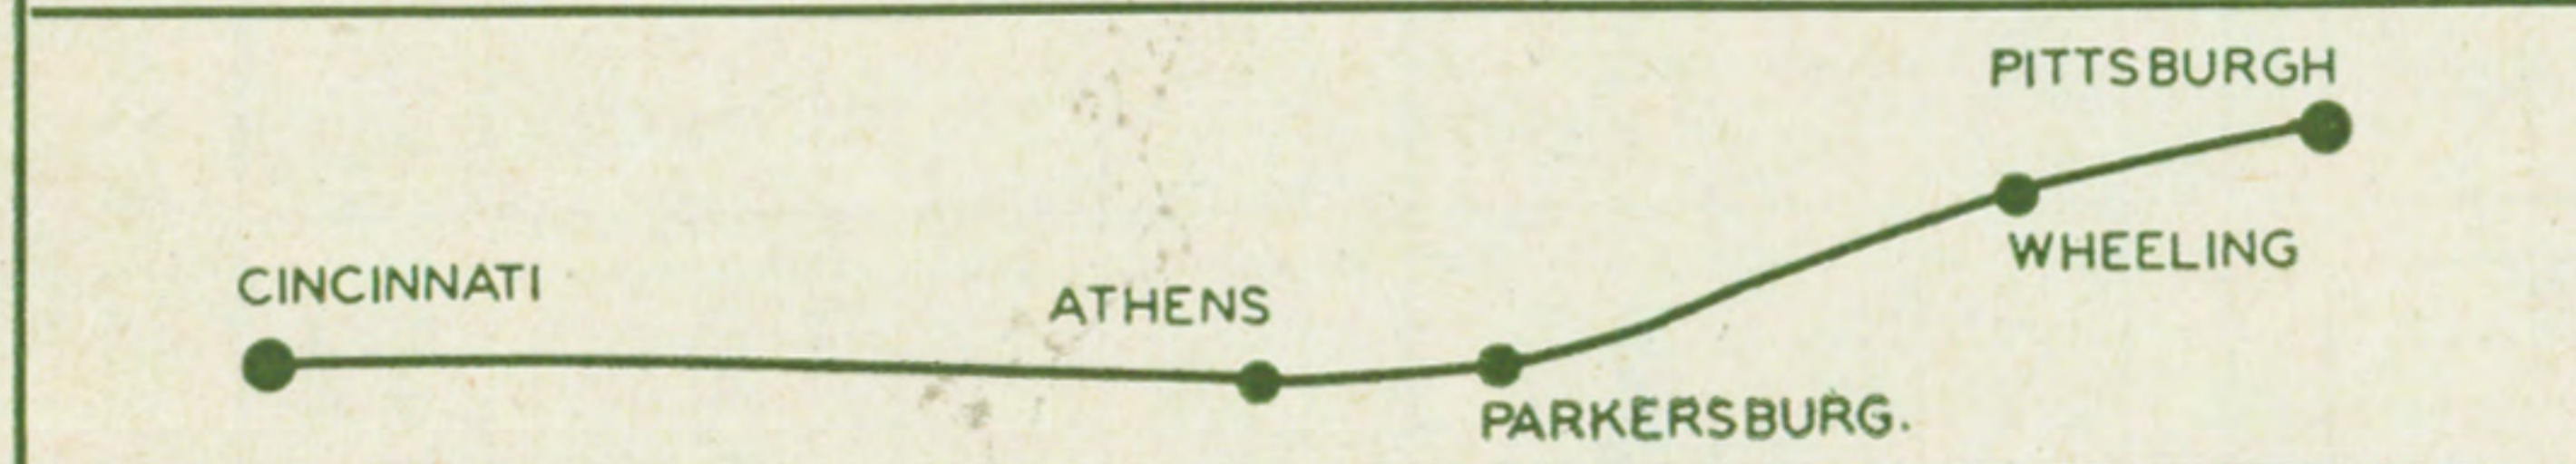 PITTSBURGH
WHEELING
CINCINNATI
ATHENS
PARKERSBURG.